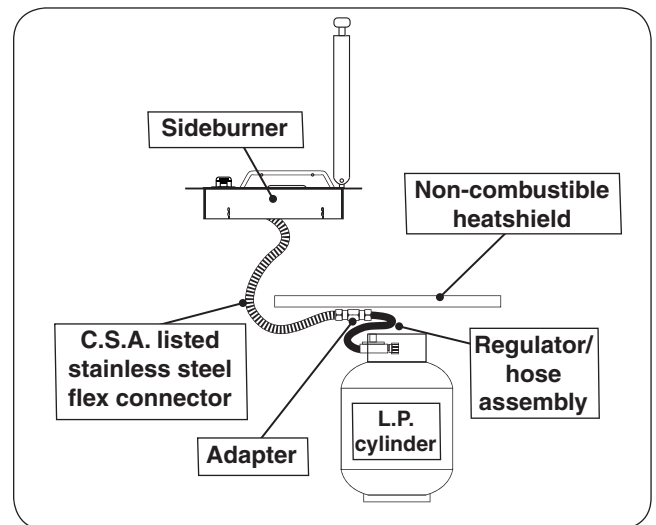 Sideburner
Non-combustible
heatshield
C.S.A. listed
stainless steel
flex connector
Regulator/
hose
assembly
L.P.
cylinder
Adapter